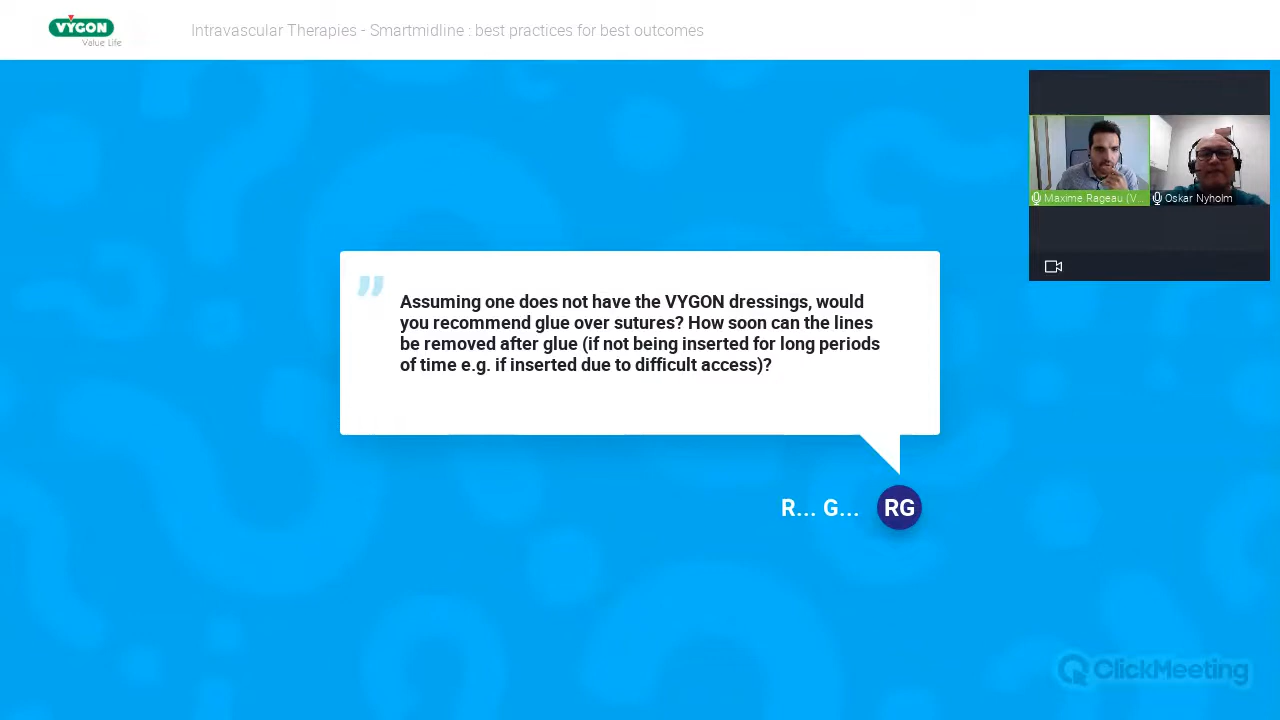 VYGON
Value Life
Intravascular Therapies - Smartmidline : best practices for best outcomes
Maxime Rageau (V...
Oskar Nyholm
Assuming one does not have the VYGON dressings, would
you recommend glue over sutures? How soon can the lines
be removed after glue (if not being inserted for long periods
of time e.g. if inserted due to difficult access)?
R... G...
RG
ClickMeeting